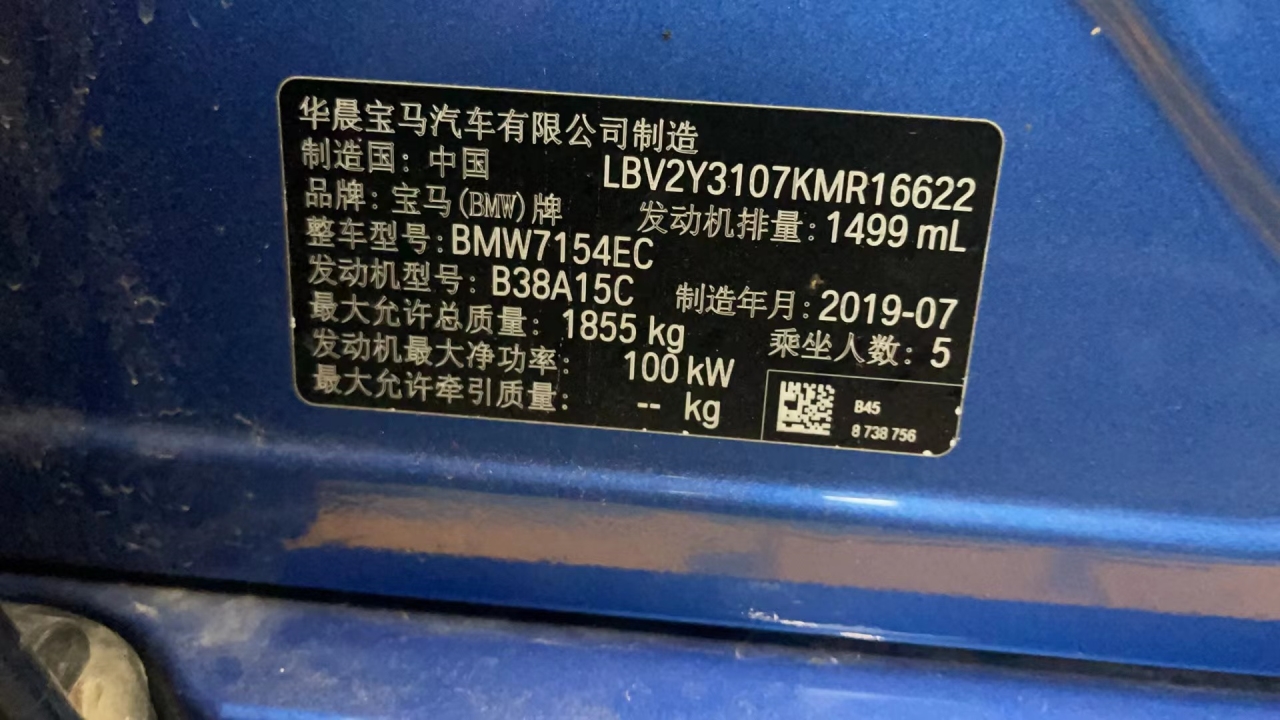 华晨宝马汽车有限公司制造
制造国：中国 LBV2Y3107KMR16622
品牌：宝马(BMW)牌 发动机排量：1499 mL
整车型号：BMW7154EC
发动机型号：B38A15C 制造年月：2019-07
最大允许总质量：1855 kg 乘坐人数：5
发动机最大净功率： 100 kW
最大允许牵引质量： -- kg
B45
8 738 756